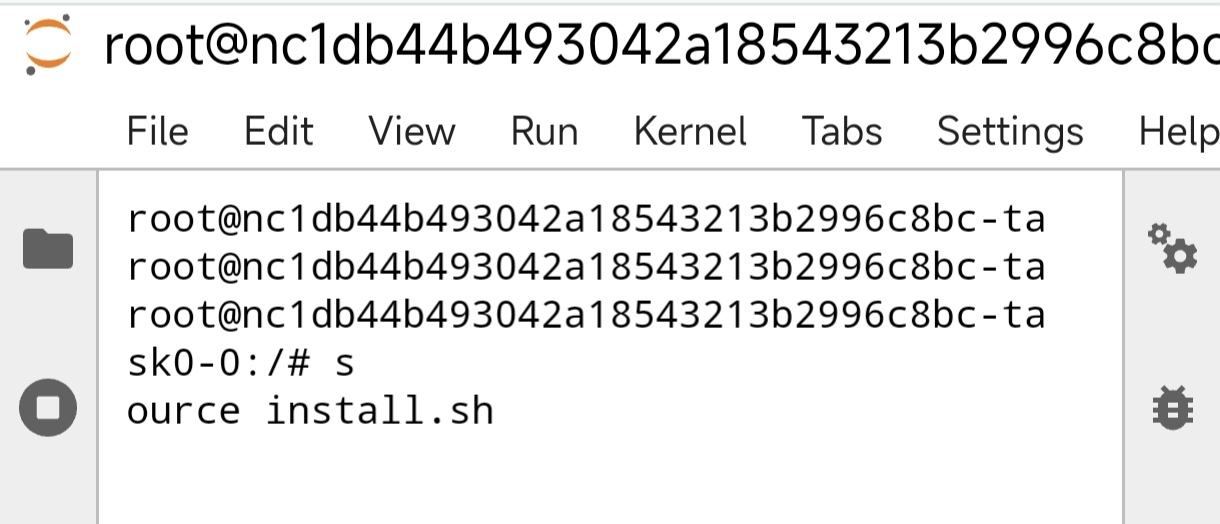 root@nc1db44b493042a18543213b2996c8bc
File Edit View Run Kernel Tabs Settings Help
root@nc1db44b493042a18543213b2996c8bc-ta
root@nc1db44b493042a18543213b2996c8bc-ta
root@nc1db44b493042a18543213b2996c8bc-ta
sk0-0:/# s
ource install.sh